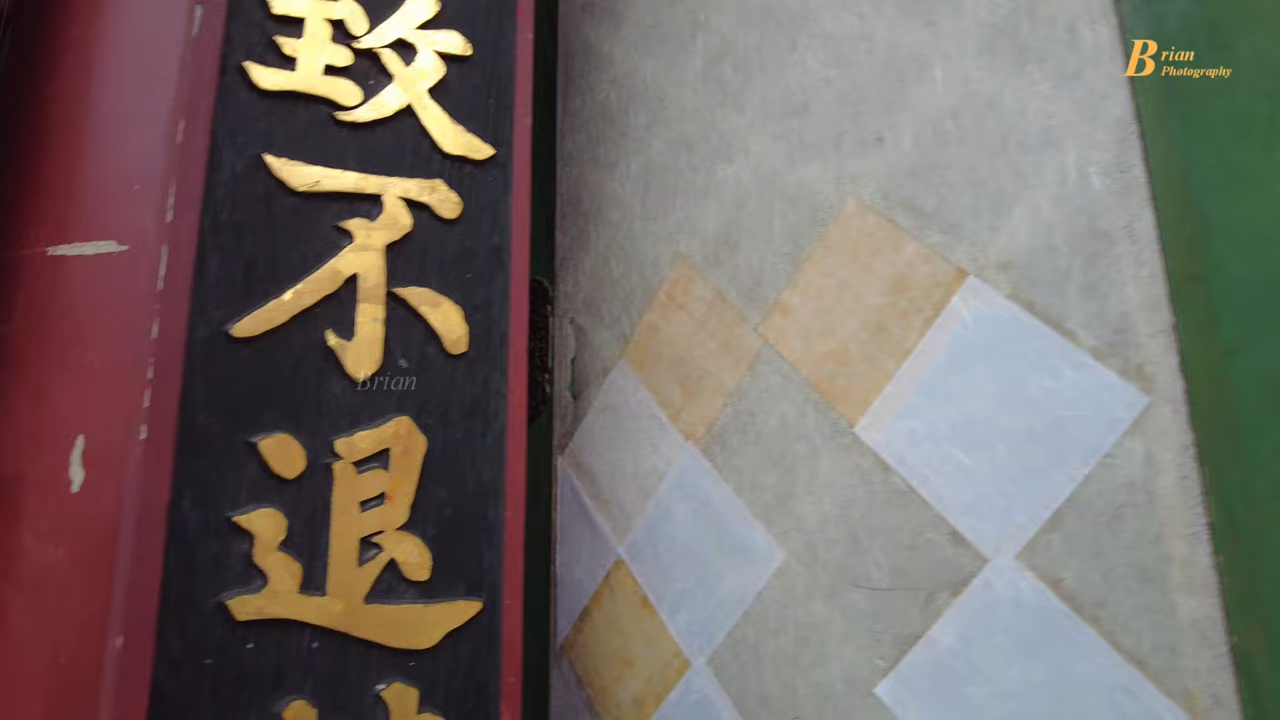 致
不
退
Brian
Brian
Photography